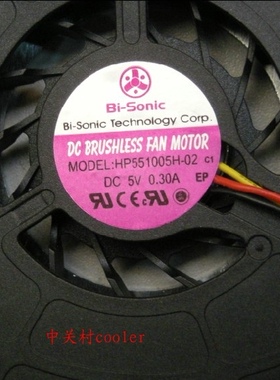 Bi-Sonic
Bi-Sonic Technology Corp.
DC BRUSHLESS FAN MOTOR
MODEL:HP551005H-02 C1
DC 5V 0.30A EP
中关村cooler